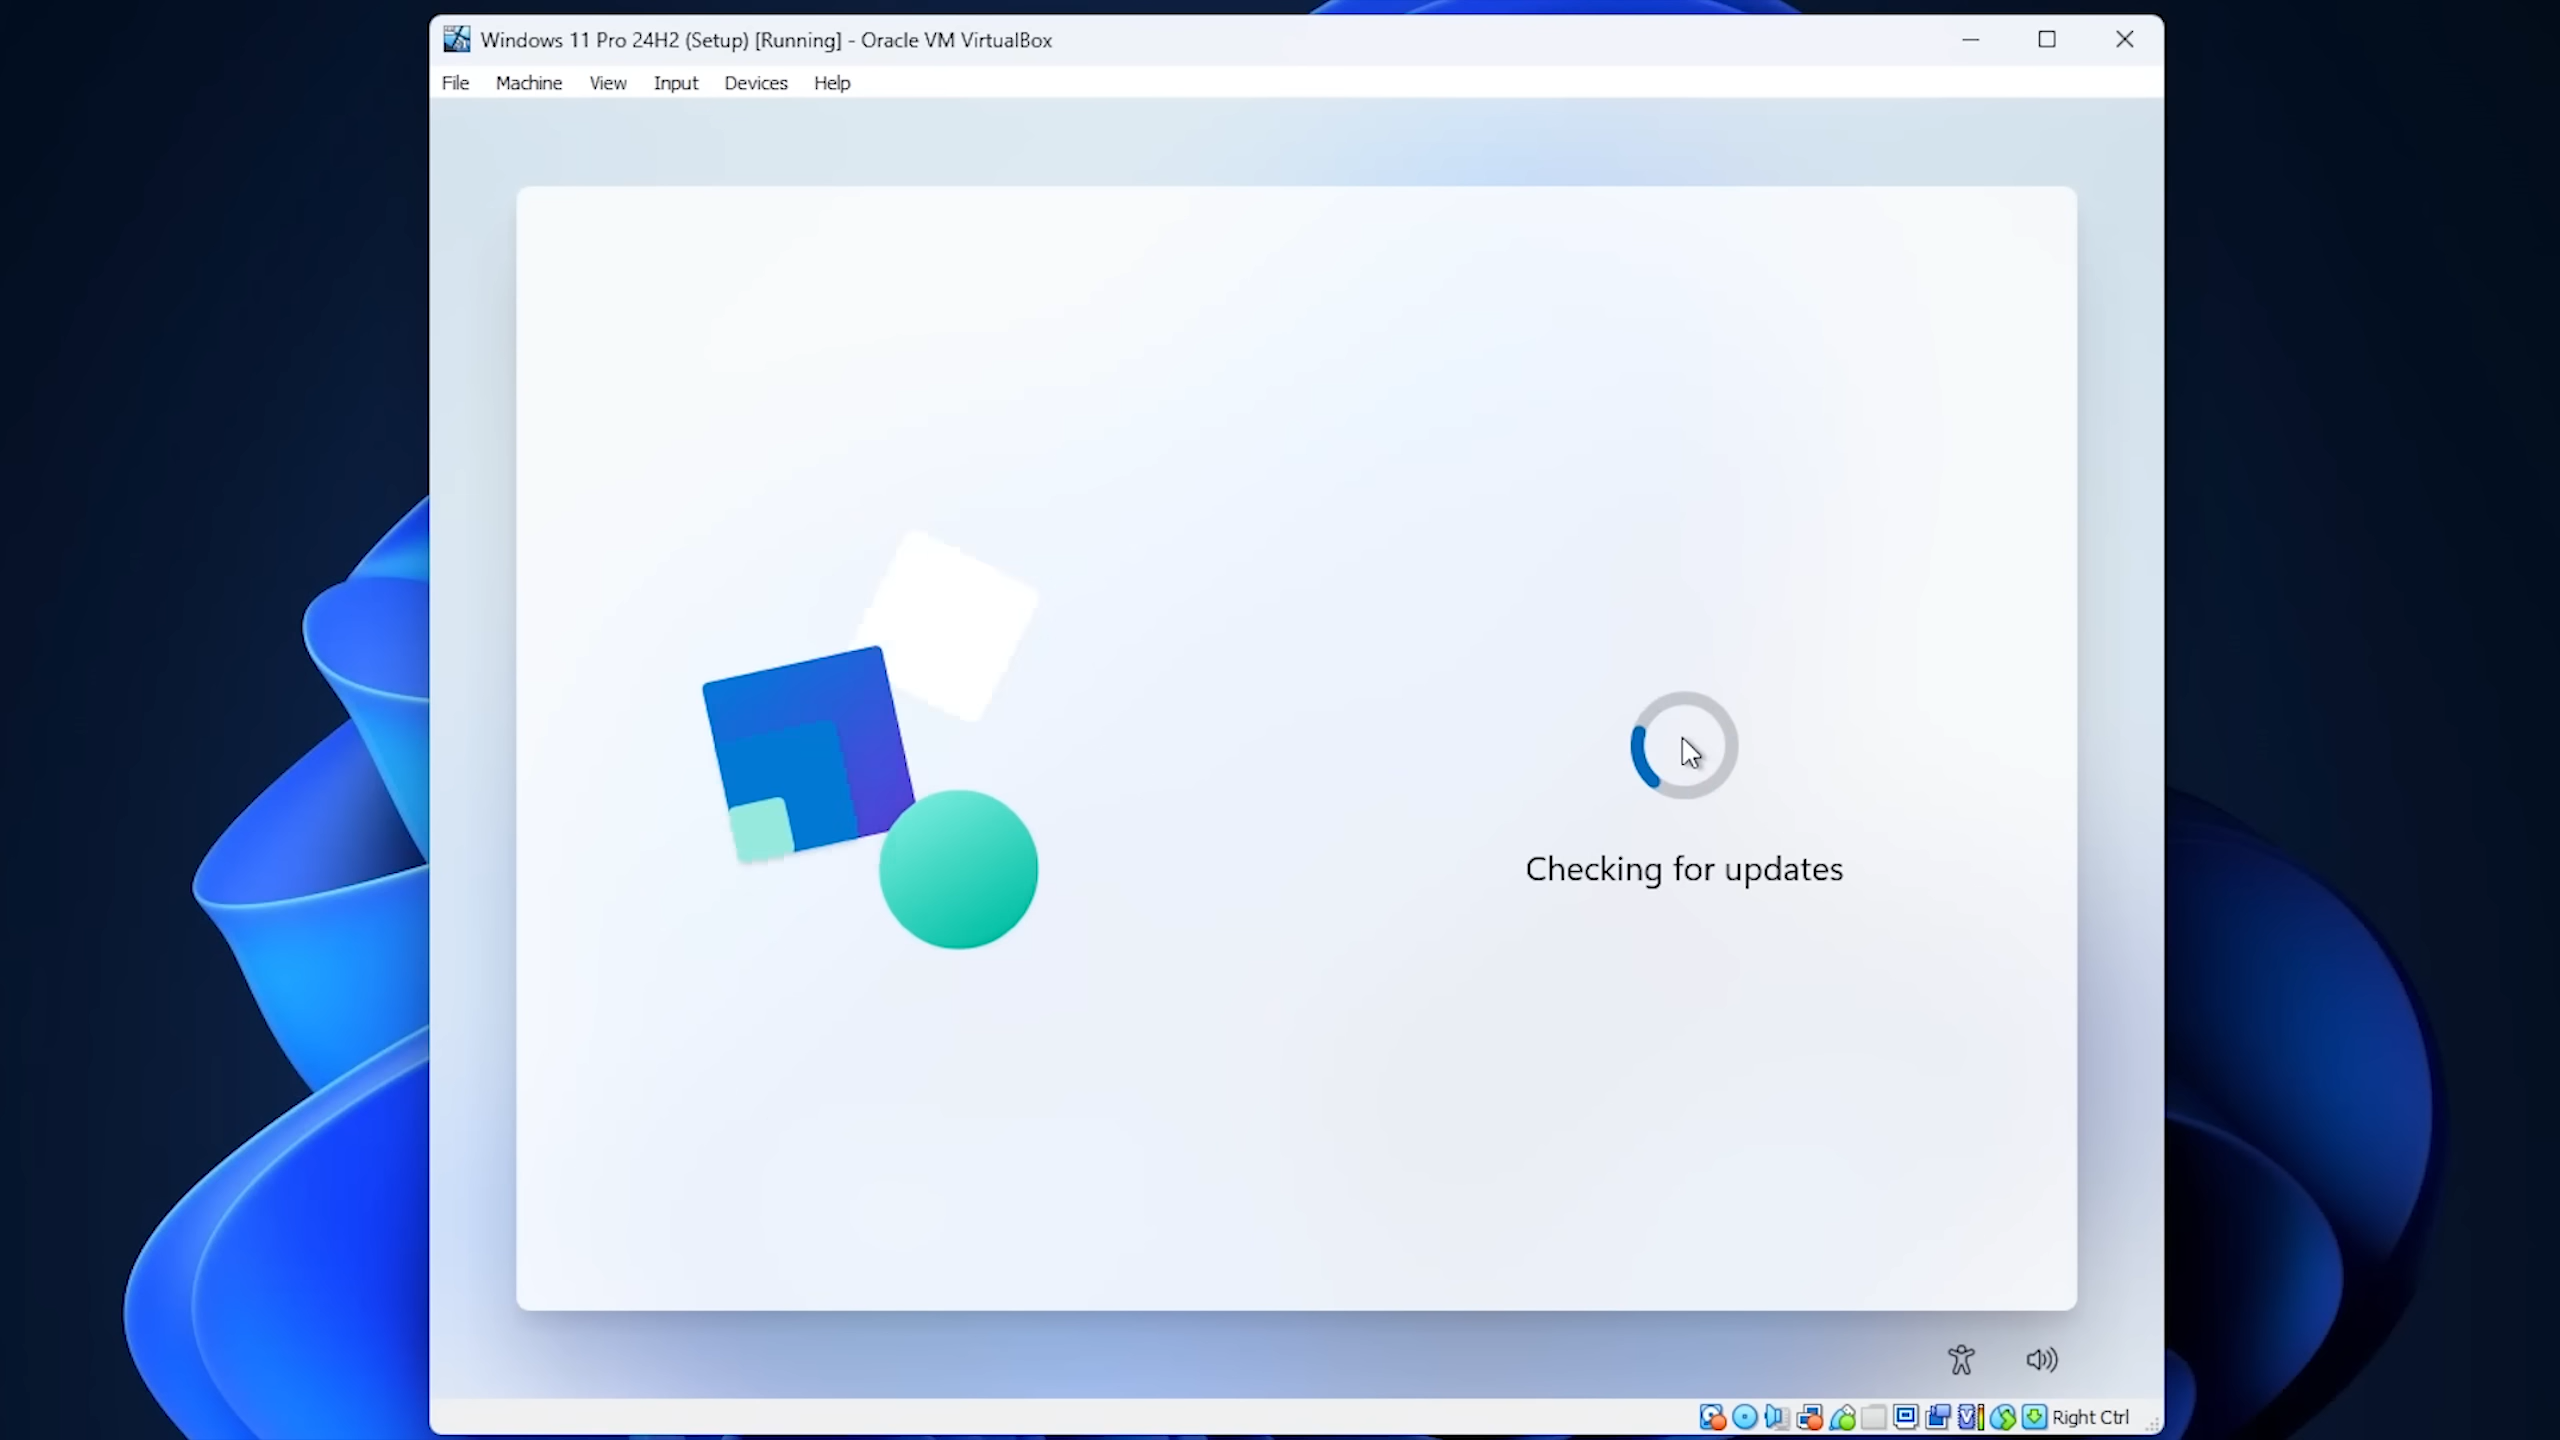 Windows 11 Pro 24H2 (Setup) [Running] - Oracle VM VirtualBox
File Machine View Input Devices Help
Checking for updates
Right Ctrl